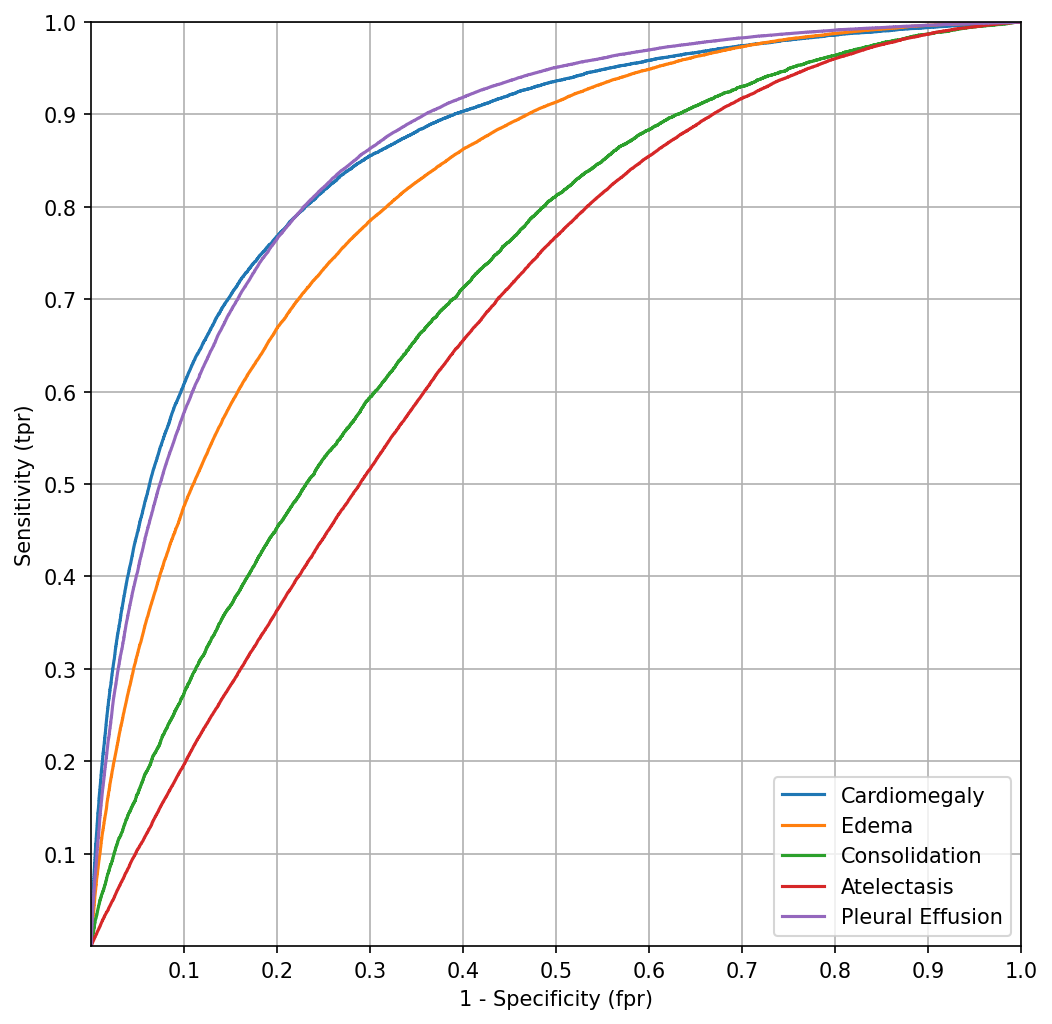 1.0
0.9
0.8
0.7
0.6
0.5
0.4
0.3
0.2
0.1
Sensitivity (tpr)
Cardiomegaly
Edema
Consolidation
Atelectasis
Pleural Effusion
0.1 0.2 0.3 0.4 0.5 0.6 0.7 0.8 0.9 1.0
1 - Specificity (fpr)